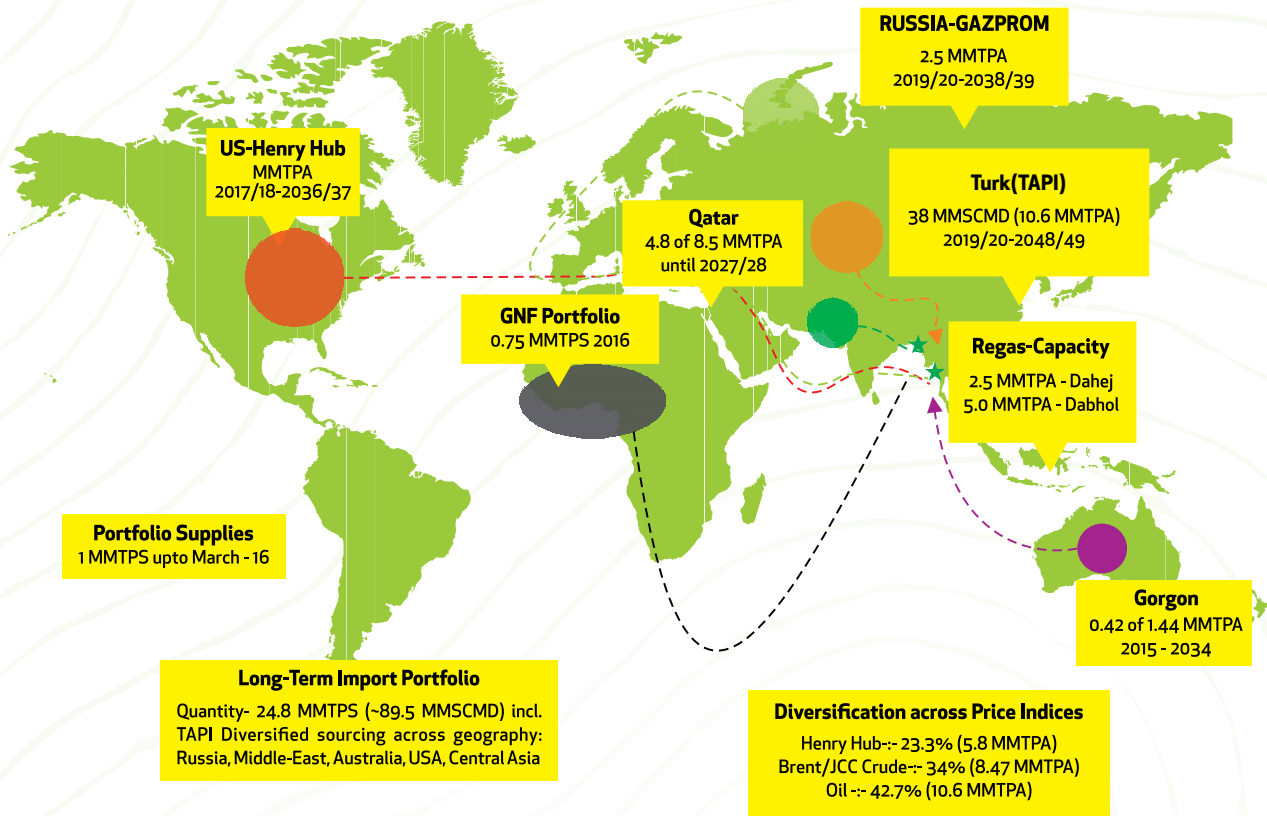 RUSSIA-GAZPROM
2.5 MMTPA
2019/20-2038/39
US-Henry Hub
MMTPA
2017/18-2036/37
Turk(TAPI)
38 MMSCMD (10.6 MMTPA)
2019/20-2048/49
Qatar
4.8 of 8.5 MMTPA
until 2027/28
GNF Portfolio
0.75 MMTPS 2016
Regas-Capacity
2.5 MMTPA - Dahej
5.0 MMTPA - Dabhol
Portfolio Supplies
1 MMTPS upto March - 16
Gorgon
0.42 of 1.44 MMTPA
2015 - 2034
Long-Term Import Portfolio
Quantity- 24.8 MMTPS (~89.5 MMSCMD) incl.
TAPI Diversified sourcing across geography:
Russia, Middle-East, Australia, USA, Central Asia
Diversification across Price Indices
Henry Hub-:- 23.3% (5.8 MMTPA)
Brent/JCC Crude-:- 34% (8.47 MMTPA)
Oil -:- 42.7% (10.6 MMTPA)